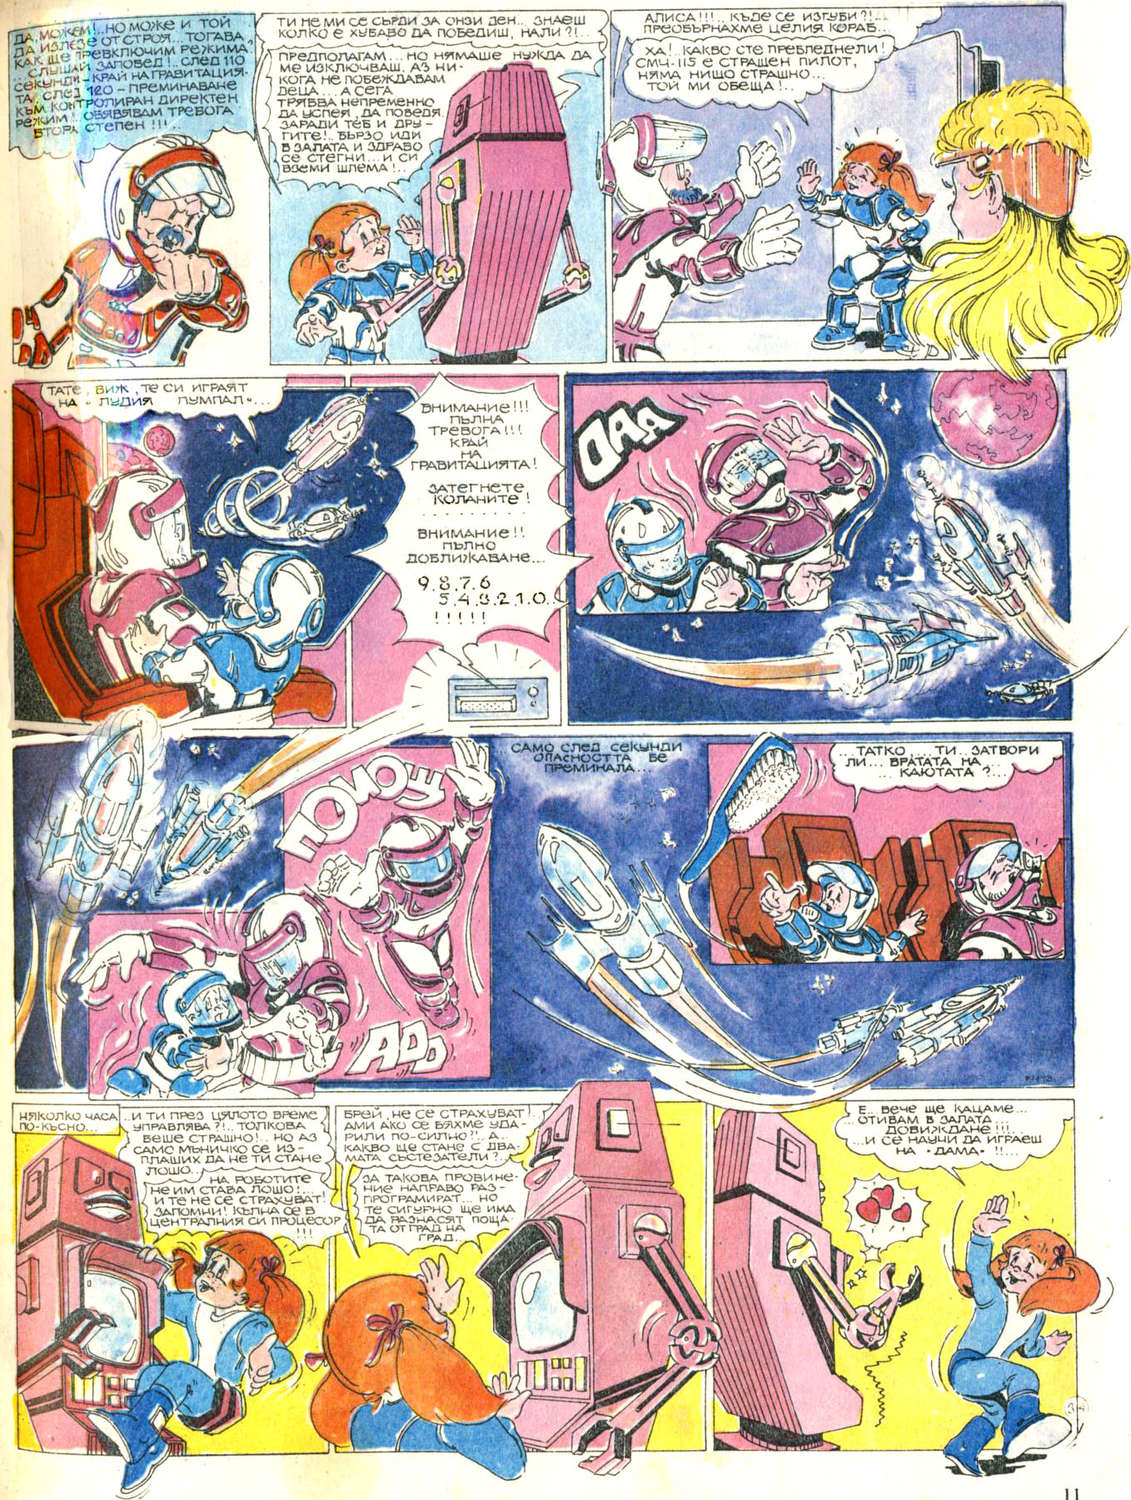 ДА, МОЖЕМ!.. НО МОЖЕ И ТОЙ
ДА ИЗЛЕЗЕ ОТ СТРОЯ... ТОГАВА
КАК ЩЕ ПРЕВКЛЮЧИМ РЕЖИМА?
...СЛУШАЙ ЗАПОВЕД!.. СЛЕД 110
СЕКУНДИ - КРАЙ НА ГРАВИТАЦИЯ-
ТА, СЛЕД 120 - ПРЕМИНАВАНЕ
КЪМ КОНТРОЛИРАН ДИРЕКТЕН
РЕЖИМ!.. ОБЯВЯВАМ ТРЕВОГА
ВТОРА СТЕПЕН!!!..
ТИ НЕ МИ СЕ СЪРДИ ЗА ОНЗИ ДЕН... ЗНАЕШ
КОЛКО Е ХУБАВО ДА ПОБЕДИШ, НАЛИ?!..
ПРЕДПОЛАГАМ... НО НЯМАШЕ НУЖДА ДА
МЕ ИЗКЛЮЧВАШ. АЗ НИ-
КОГА НЕ ПОБЕЖДАВАМ
ДЕЦА... А СЕГА
ТРЯБВА НЕПРЕМЕННО
ДА УСПЕЯ, ДА ПОБЕДЯ
ЗАРАДИ ТЕБ И ДРУ-
ГИТЕ!.. БЪРЗО ИДИ
В ЗАЛАТА И ЗДРАВО
СЕ СТЕГНИ... И СИ
ВЗЕМИ ШЛЕМА!..
АЛИСА!!!.. КЪДЕ СЕ ИЗГУБИ?!..
ПРЕОБЪРНАХМЕ ЦЕЛИЯ КОРАБ...
ХА! КАКВО СТЕ ПРЕБЛЕДНЕЛИ!
СМЧ-115 Е СТРАШЕН ПИЛОТ,
НЯМА НИЩО СТРАШНО...
ТОЙ МИ ОБЕЩА!..
ТАТЕ, ВИЖ, ТЕ СИ ИГРАЯТ
НА "ЛУДИЯ ПУМПАЛ"...
ВНИМАНИЕ!!!
ПЪЛНА
ТРЕВОГА!!!
КРАЙ
НА
ГРАВИТАЦИЯТА!
ЗАТЕГНЕТЕ
КОЛАНИТЕ!
..........
ВНИМАНИЕ!!
ПЪЛНО
ДОБЛИЖАВАНЕ...
9,8,7,6
5,4,3,2,1,0...
!!!!!
ОАА
ПОИОУ
АОО
САМО СЛЕД СЕКУНДИ
ОПАСНОСТТА БЕ
ПРЕМИНАЛА...
...ТАТКО... ТИ... ЗАТВОРИ
ЛИ... ВРАТАТА НА
... КАЮТАТА?...
НЯКОЛКО ЧАСА
ПО-КЪСНО...
...И ТИ ПРЕЗ ЦЯЛОТО ВРЕМЕ
УПРАВЛЯВА?!.. ТОЛКОВА
БЕШЕ СТРАШНО!.. НО АЗ
САМО МЪНИЧКО СЕ ИЗ-
ПЛАШИХ ДА НЕ ТИ СТАНЕ
ЛОШО...
НА РОБОТИТЕ
НЕ ИМ СТАВА ЛОШО!..
И ТЕ НЕ СЕ СТРАХУВАТ!
ЗАПОМНИ! КЪЛНА СЕ В
ЦЕНТРАЛНИЯ СИ ПРОЦЕСОР
!!!
БРЕЙ, НЕ СЕ СТРАХУВАТ!..
АМИ АКО СЕ БЯХМЕ УДА-
РИЛИ ПО-СИЛНО?!.. А...
КАКВО ЩЕ СТАНЕ С ДВА-
МАТА СЪСТЕЗАТЕЛИ?..
ЗА ТАКОВА ПРОВИНЕ-
НИЕ НАПРАВО РАЗ-
ПРОГРАМИРАТ... НО
ТЕ СИГУРНО ЩЕ ИМА
ДА РАЗНАСЯТ ПОЩА-
ТА ОТ ГРАД НА
ГРАД...
Е... ВЕЧЕ ЩЕ КАЦАМЕ...
ОТИВАМ В ЗАЛАТА...
ДОВИЖДАНЕ!!!
...И СЕ НАУЧИ ДА ИГРАЕШ
НА "ДАМА"!!...
11